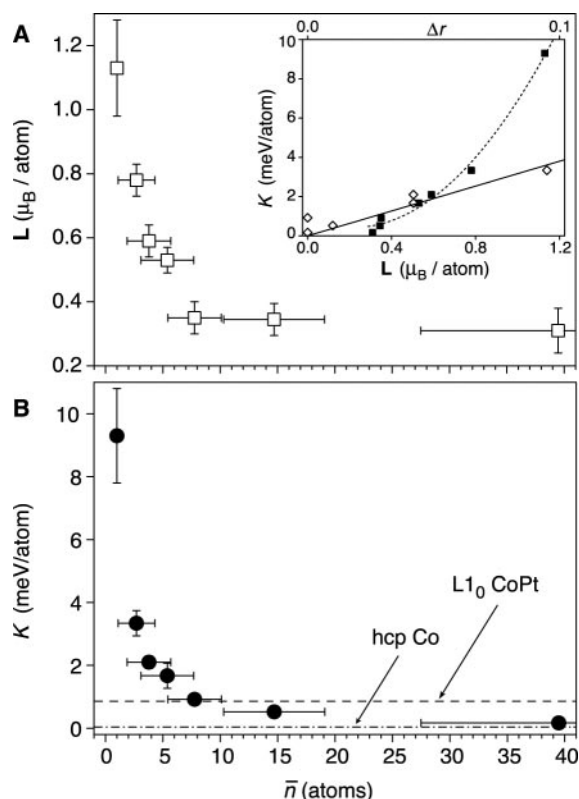 A
L (μB / atom)
1.2
1.0
0.8
0.6
0.4
0.2
0.0 Δr 0.1
K (meV/atom)
10
8
6
4
2
0
0.0 0.4 0.8 1.2
L (μB / atom)
B
K (meV/atom)
10
8
6
4
2
0
L1₀ CoPt
hcp Co
0 5 10 15 20 25 30 35 40
n̅ (atoms)